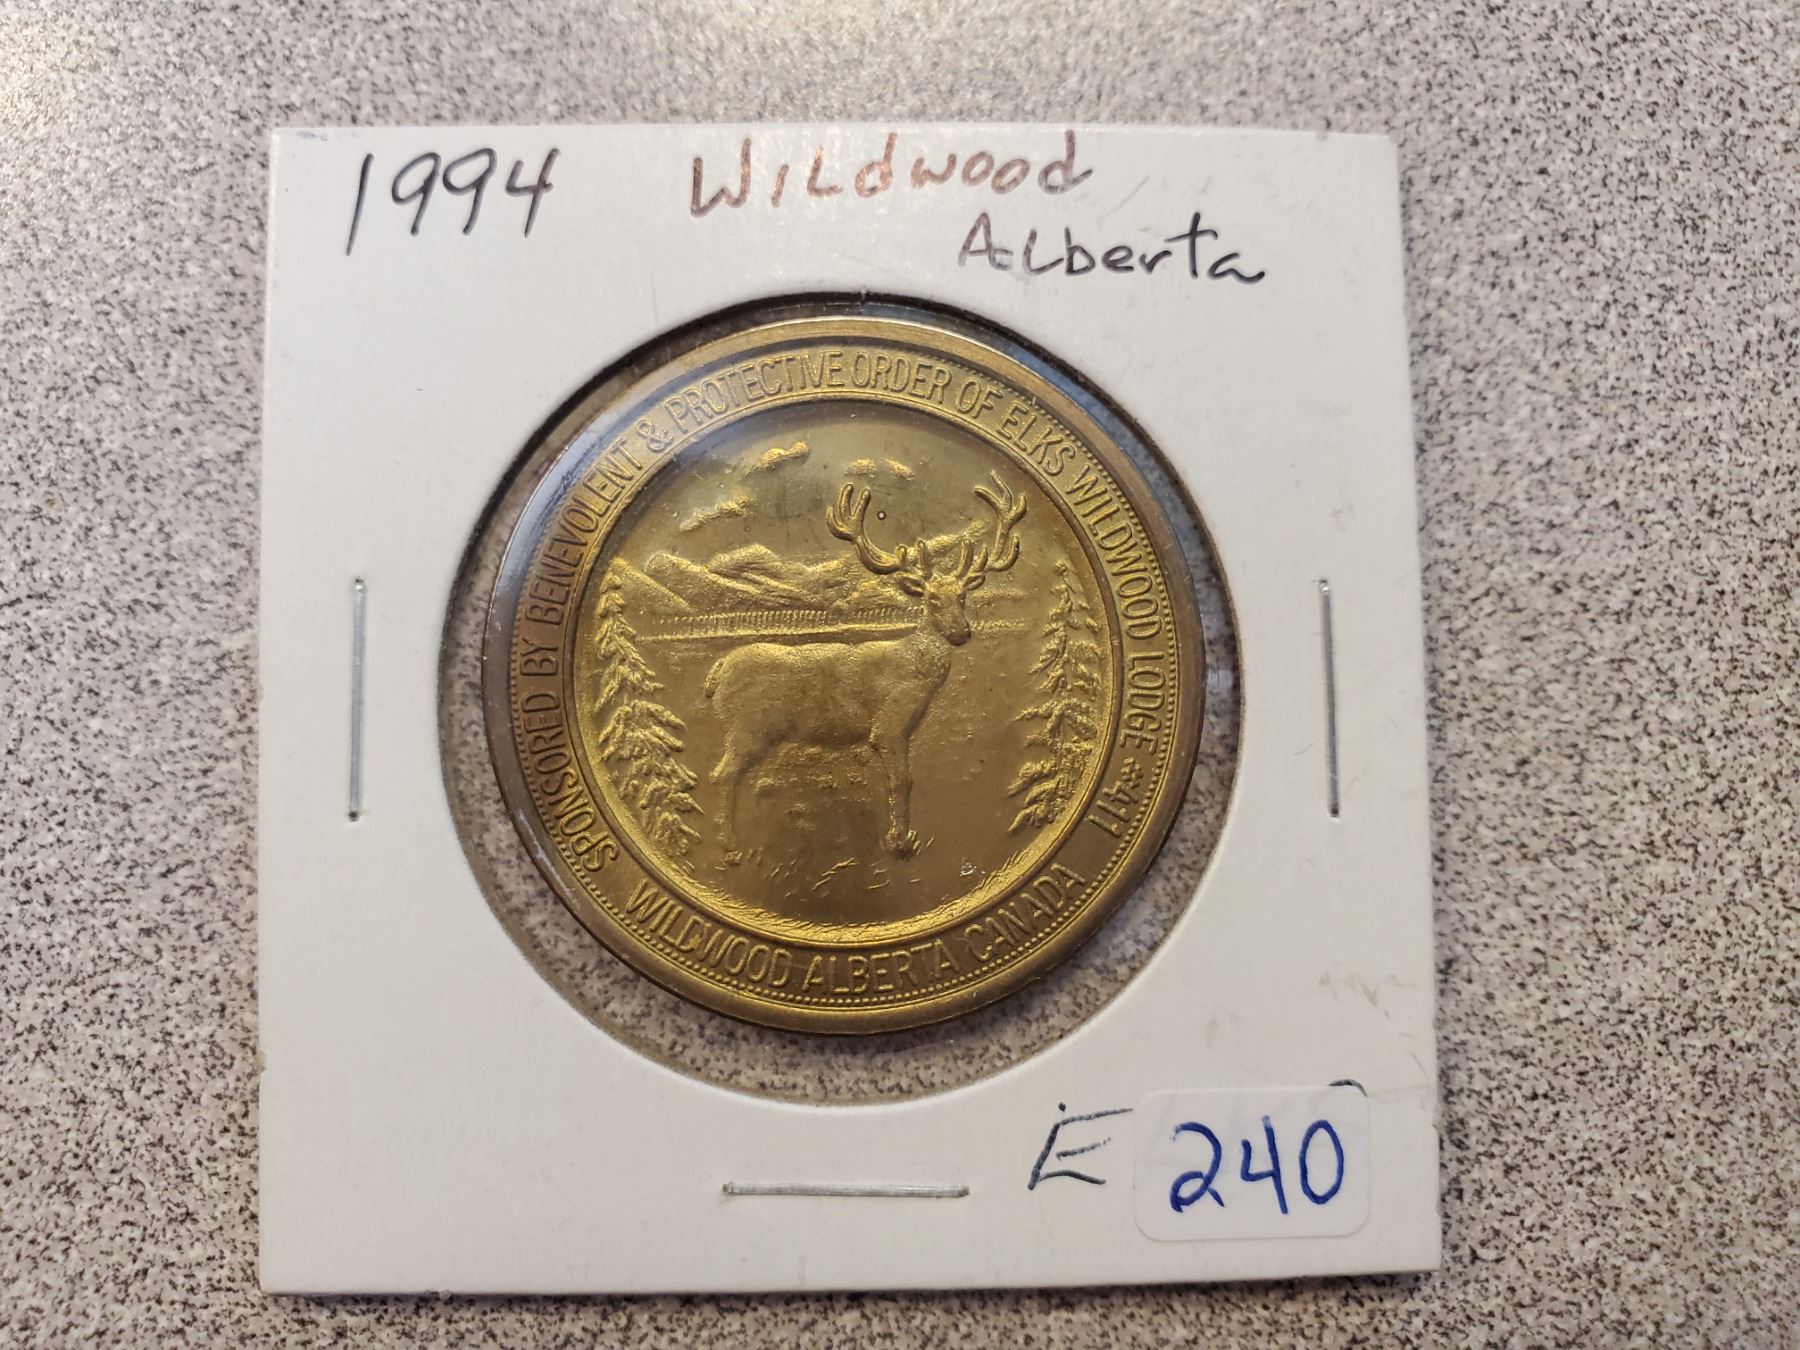 1994 Wildwood
Alberta
SPONSORED BY BENEVOLENT & PROTECTIVE ORDER OF ELKS WILDWOOD LODGE #411
WILDWOOD ALBERTA CANADA
E 240